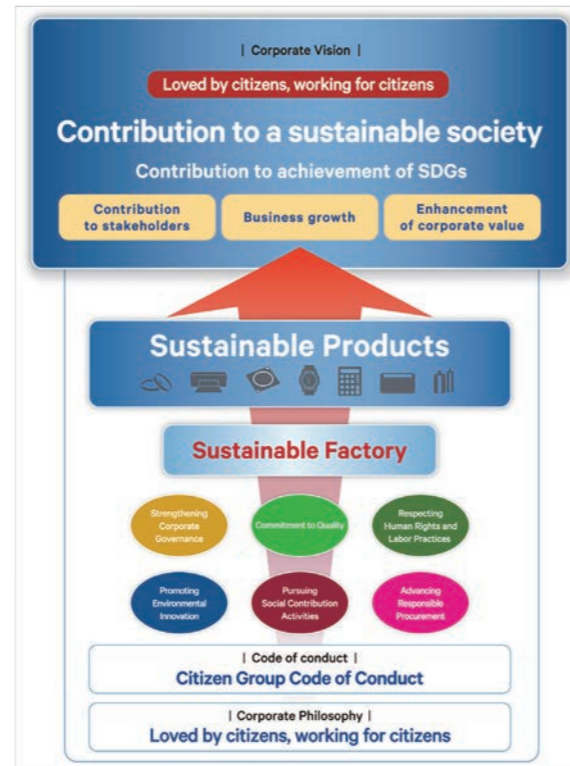 | Corporate Vision |
Loved by citizens, working for citizens
Contribution to a sustainable society
Contribution to achievement of SDGs
Contribution
to stakeholders
Business growth
Enhancement
of corporate value
Sustainable Products
Sustainable Factory
Strengthening
Corporate
Governance
Commitment to Quality
Respecting
Human Rights and
Labor Practices
Promoting
Environmental
Innovation
Pursuing
Social Contribution
Activities
Advancing
Responsible
Procurement
| Code of conduct |
Citizen Group Code of Conduct
| Corporate Philosophy |
Loved by citizens, working for citizens